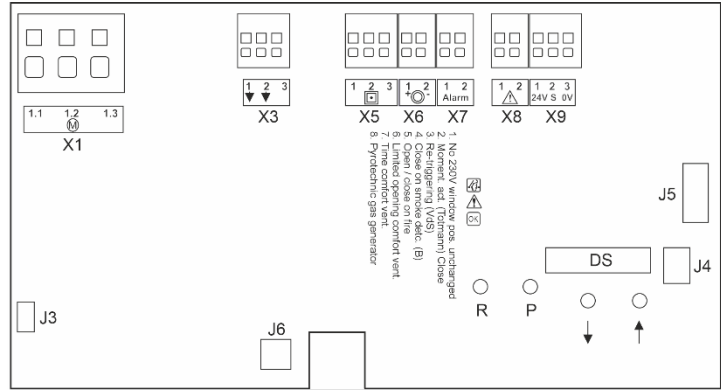 1 2 3
X3
1 2 3
X5
1 2
+ -
X6
1 2
Alarm
X7
1 2
X8
1 2 3
24V S 0V
X9
1.1 1.2 1.3
M
X1
1. No 230V window pos. unchanged
2. Moment. act. (Totmann) Close
3. Re-triggering (VdS)
4. Close on smoke detc. (B)
5. Open / close on fire
6. Limited opening comfort vent.
7. Time comfort vent.
8. Pyrotechnic gas generator
OK
J5
DS
J4
R
P
J3
J6